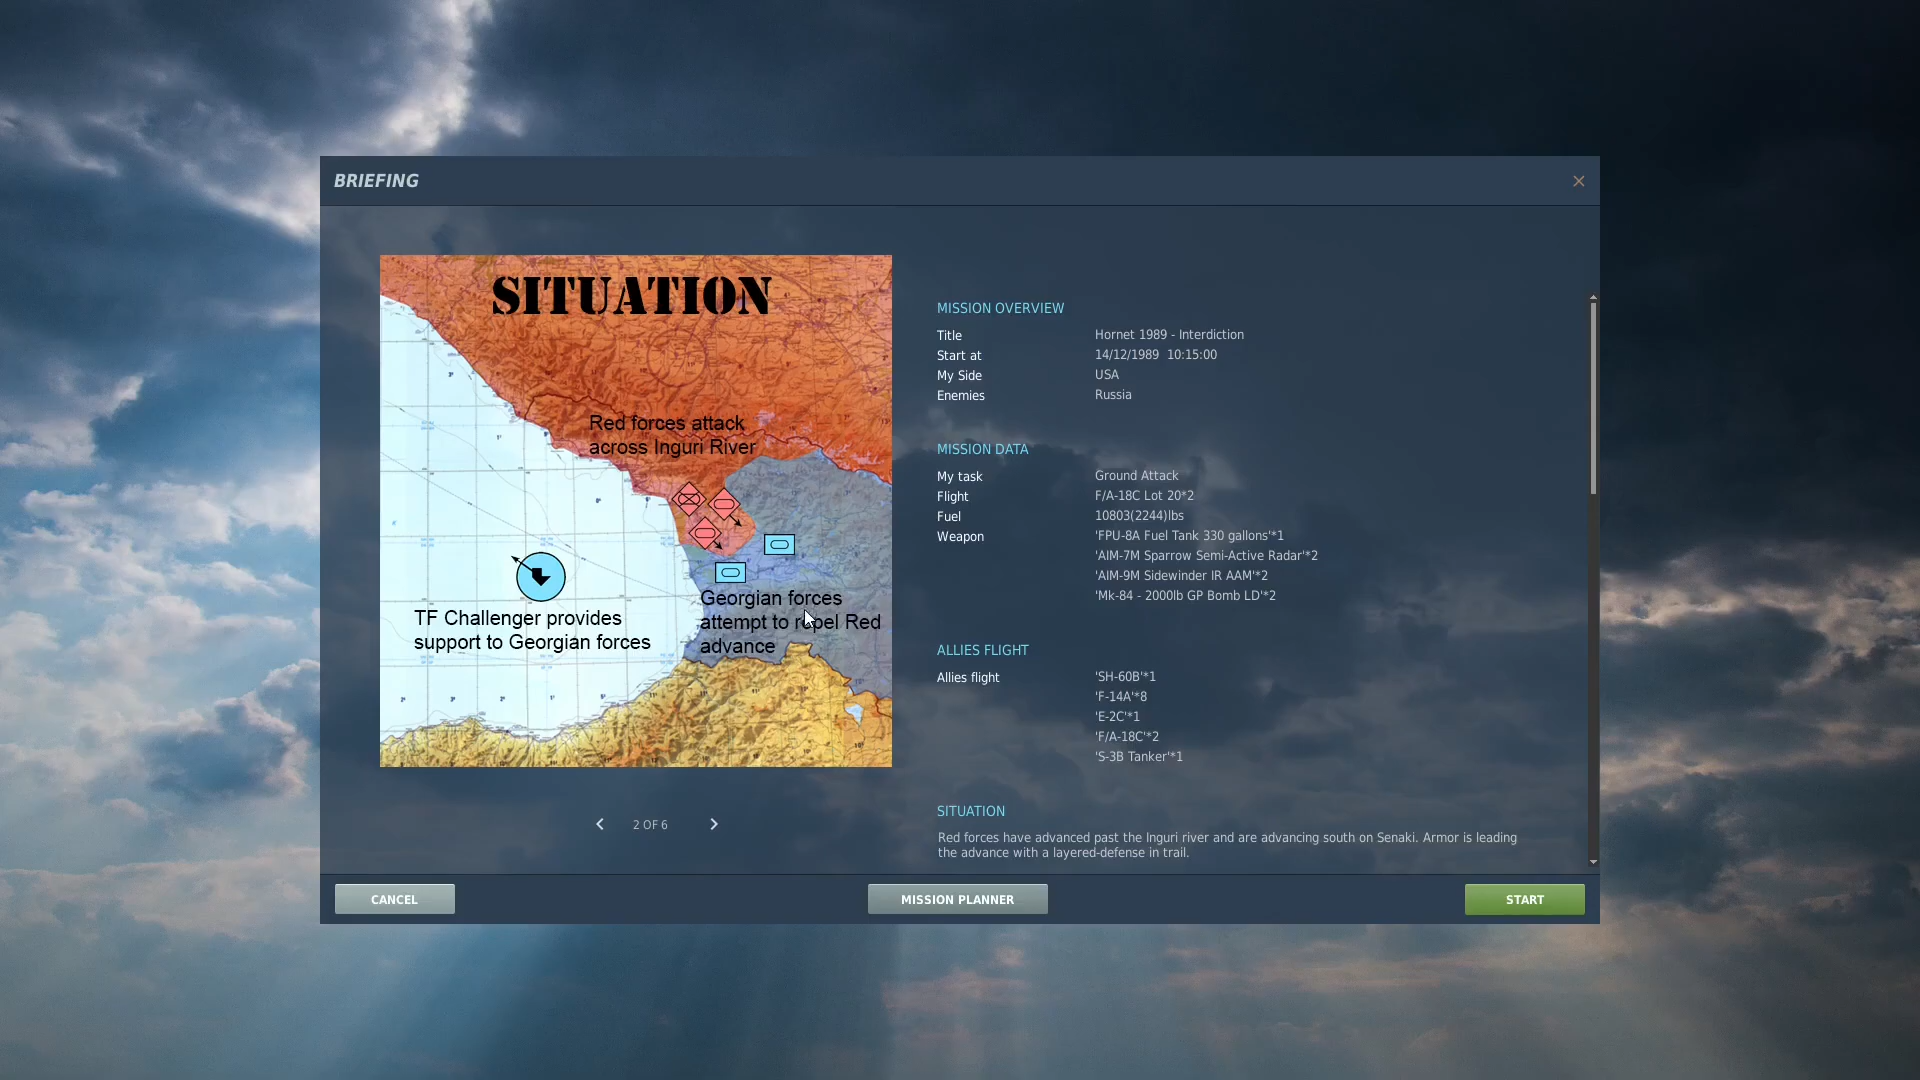 BRIEFING
SITUATION
Red forces attack
across Inguri River
TF Challenger provides
support to Georgian forces
Georgian forces
attempt to repel Red
advance
2 OF 6
MISSION OVERVIEW
Title Hornet 1989 - Interdiction
Start at 14/12/1989 10:15:00
My Side USA
Enemies Russia
MISSION DATA
My task Ground Attack
Flight F/A-18C Lot 20*2
Fuel 10803(2244)lbs
Weapon 'FPU-8A Fuel Tank 330 gallons'*1
'AIM-7M Sparrow Semi-Active Radar'*2
'AIM-9M Sidewinder IR AAM'*2
'Mk-84 - 2000lb GP Bomb LD'*2
ALLIES FLIGHT
Allies flight 'SH-60B'*1
'F-14A'*8
'E-2C'*1
'F/A-18C'*2
'S-3B Tanker'*1
SITUATION
Red forces have advanced past the Inguri river and are advancing south on Senaki. Armor is leading
the advance with a layered-defense in trail.
CANCEL
MISSION PLANNER
START